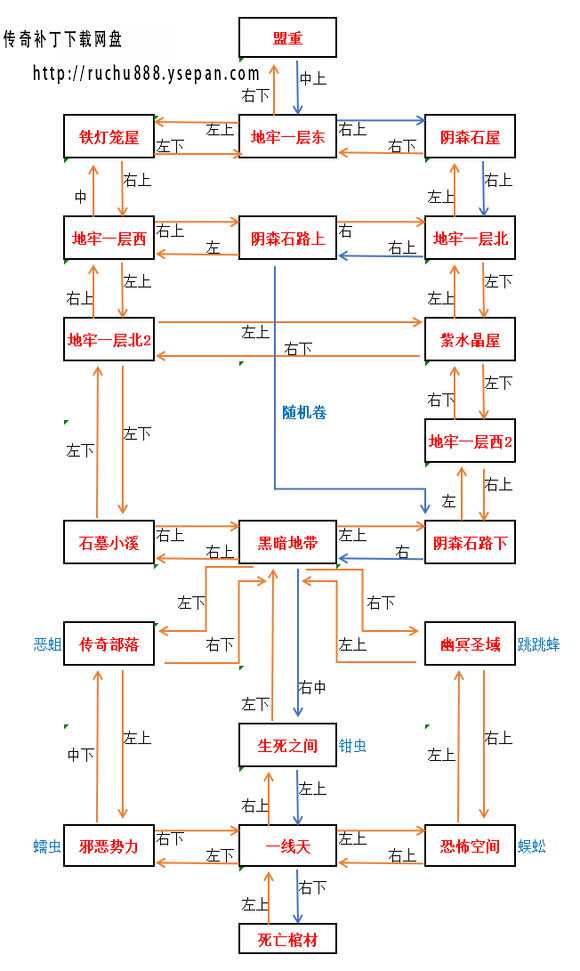 传奇补丁下载网盘
http://ruchu888.ysepan.com
盟重
右下
中上
铁灯笼屋
左上
左下
地牢一层东
右上
右下
阴森石屋
中
右上
左上
右上
地牢一层西
右上
左
阴森石路上
右
右上
地牢一层北
右上
左上
左上
左下
地牢一层北2
左上
右下
紫水晶屋
随机卷
右下
左下
地牢一层西2
左下
左下
左
右上
石墓小溪
右上
右上
黑暗地带
左上
右
阴森石路下
左下
右下
恶蛆
传奇部落
右下
左上
幽冥圣域
跳跳蜂
左下
右中
中下
左上
生死之间
钳虫
左上
右上
右上
左上
蠕虫
邪恶势力
右下
左下
一线天
左上
右上
恐怖空间
蜈蚣
左上
右下
死亡棺材